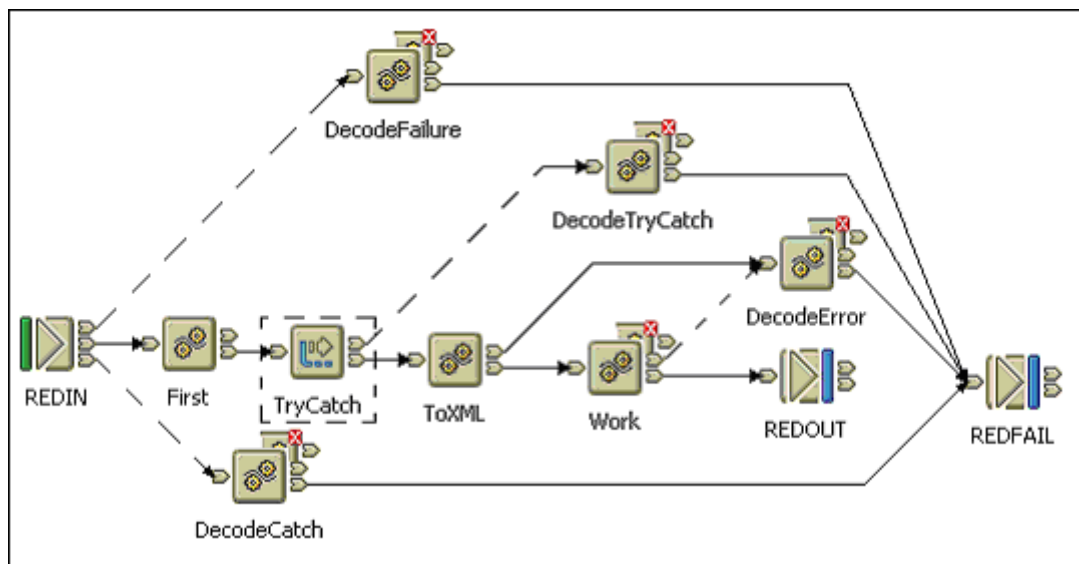 DecodeFailure
DecodeTryCatch
DecodeError
REDIN
First
TryCatch
ToXML
Work
REDOUT
REDFAIL
DecodeCatch